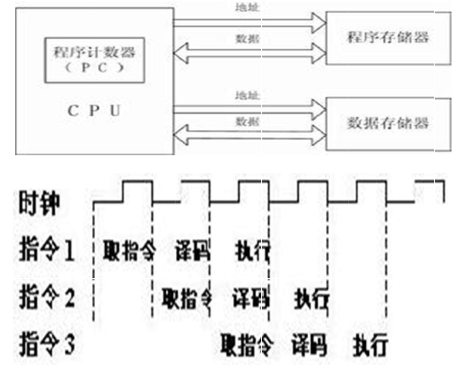 地址
程序计数器
（PC）
数据
程序存储器
CPU
地址
数据
数据存储器
时钟
指令1 取指令 译码 执行
指令2 取指令 译码 执行
指令3 取指令 译码 执行